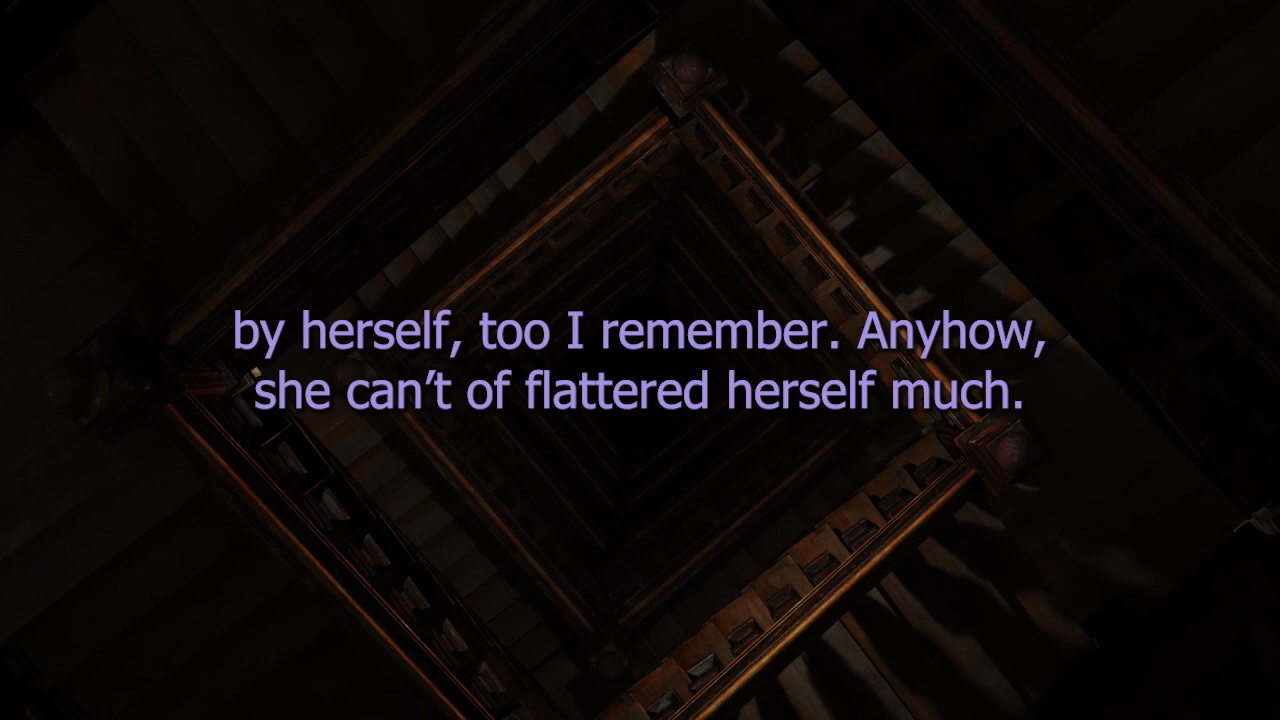 by herself, too I remember. Anyhow,
she can’t of flattered herself much.